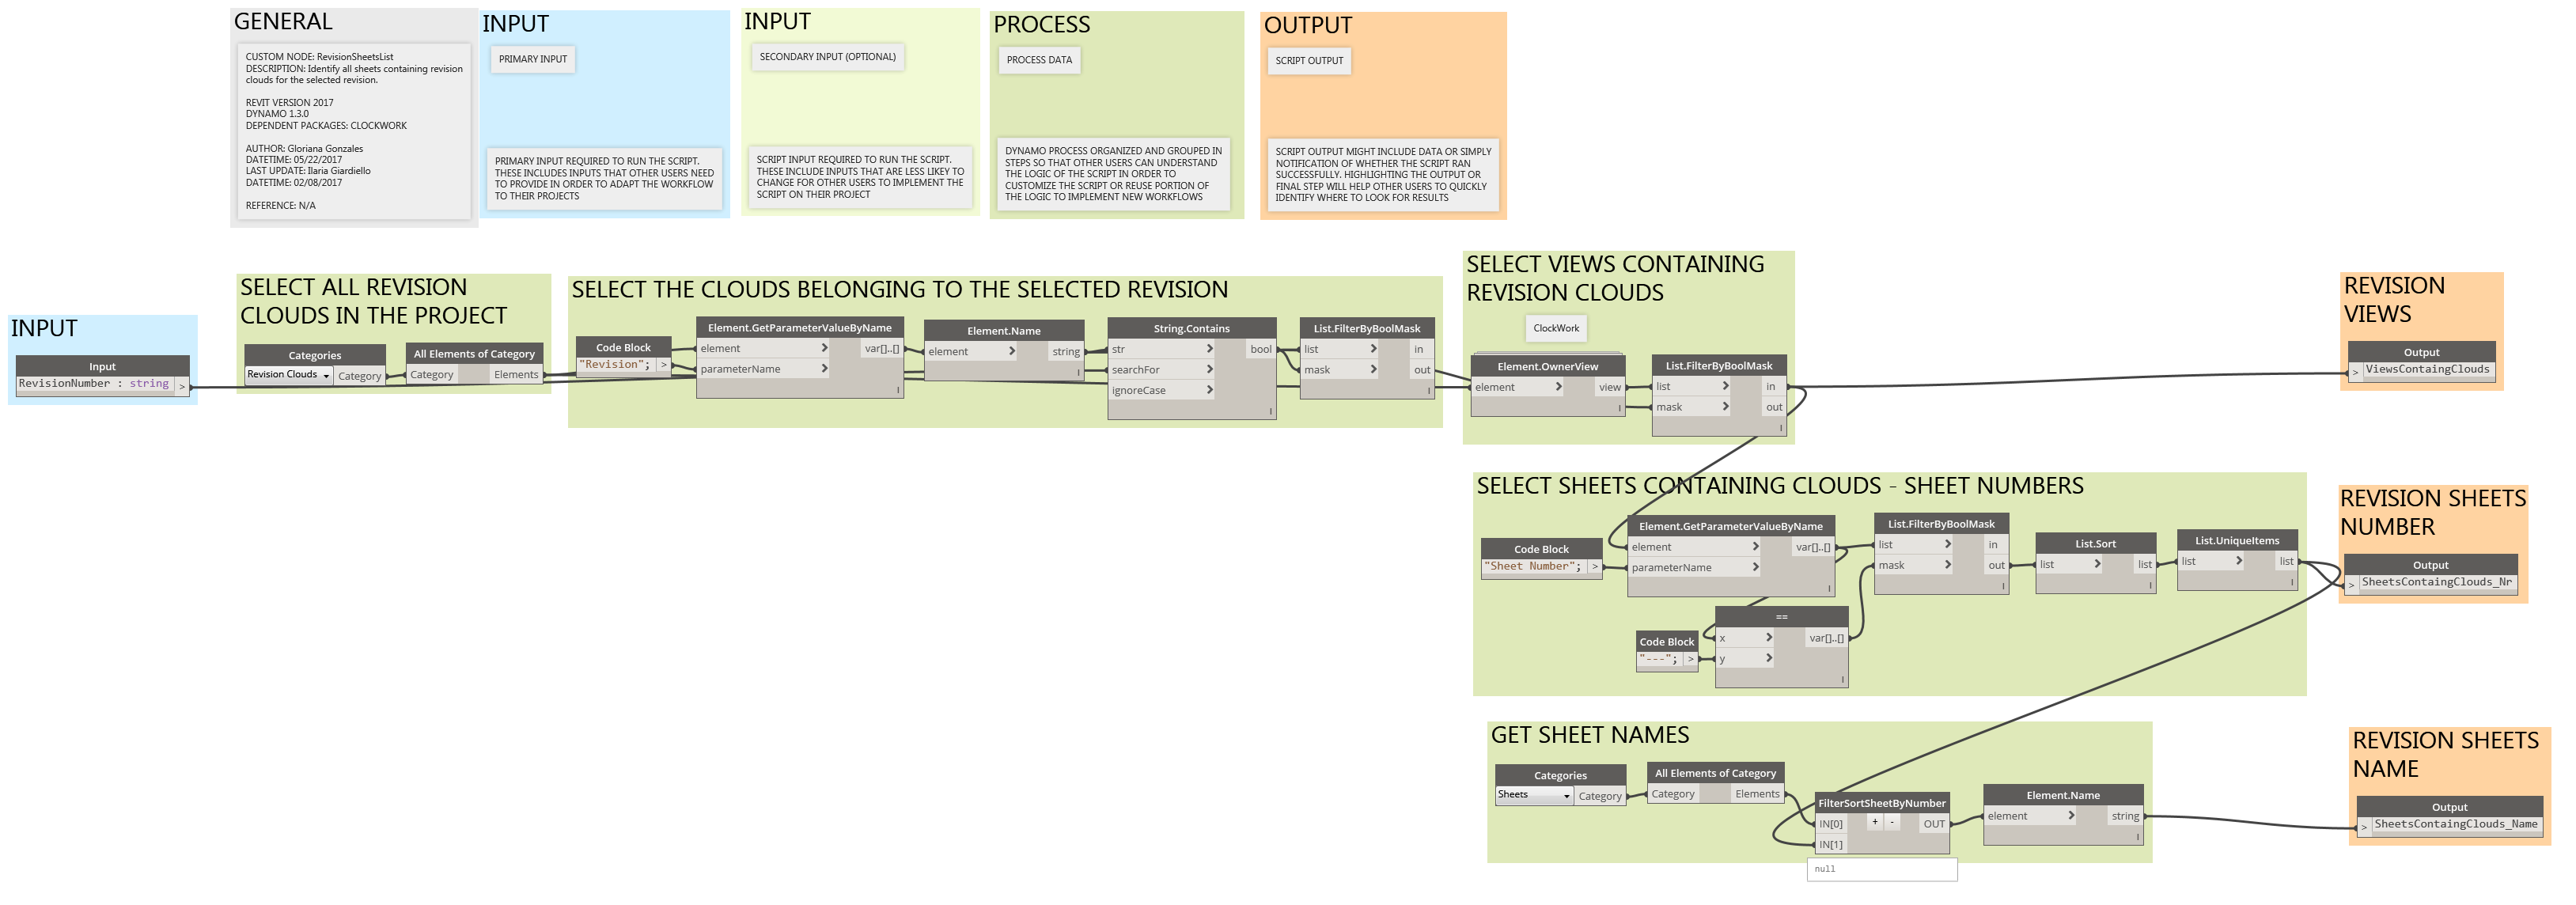 GENERAL
CUSTOM NODE: RevisionSheetsList
DESCRIPTION: Identify all sheets containing revision
clouds for the selected revision.
REVIT VERSION 2017
DYNAMO 1.3.0
DEPENDENT PACKAGES: CLOCKWORK
AUTHOR: Gloriana Gonzales
DATETIME: 05/22/2017
LAST UPDATE: Ilaria Giardiello
DATETIME: 02/08/2017
REFERENCE: N/A
INPUT
PRIMARY INPUT
PRIMARY INPUT REQUIRED TO RUN THE SCRIPT.
THESE INCLUDES INPUTS THAT OTHER USERS NEED
TO PROVIDE IN ORDER TO ADAPT THE WORKFLOW
TO THEIR PROJECTS
INPUT
SECONDARY INPUT (OPTIONAL)
SCRIPT INPUT REQUIRED TO RUN THE SCRIPT.
THESE INCLUDE INPUTS THAT ARE LESS LIKEY TO
CHANGE FOR OTHER USERS TO IMPLEMENT THE
SCRIPT ON THEIR PROJECT
PROCESS
PROCESS DATA
DYNAMO PROCESS ORGANIZED AND GROUPED IN
STEPS SO THAT OTHER USERS CAN UNDERSTAND
THE LOGIC OF THE SCRIPT IN ORDER TO
CUSTOMIZE THE SCRIPT OR REUSE PORTION OF
THE LOGIC TO IMPLEMENT NEW WORKFLOWS
OUTPUT
SCRIPT OUTPUT
SCRIPT OUTPUT MIGHT INCLUDE DATA OR SIMPLY
NOTIFICATION OF WHETHER THE SCRIPT RAN
SUCCESSFULLY. HIGHLIGHTING THE OUTPUT OR
FINAL STEP WILL HELP OTHER USERS TO QUICKLY
IDENTIFY WHERE TO LOOK FOR RESULTS
INPUT
Input
RevisionNumber : string >
SELECT ALL REVISION
CLOUDS IN THE PROJECT
Categories
Revision Clouds Category
All Elements of Category
Category Elements
SELECT THE CLOUDS BELONGING TO THE SELECTED REVISION
Code Block
"Revision"; >
Element.GetParameterValueByName
element > var[]..[]
parameterName >
l
Element.Name
element > string
l
String.Contains
str > bool
searchFor >
ignoreCase >
l
List.FilterByBoolMask
list > in
mask > out
l
SELECT VIEWS CONTAINING
REVISION CLOUDS
ClockWork
Element.OwnerView
element > view
l
List.FilterByBoolMask
list > in
mask > out
l
REVISION
VIEWS
Output
> ViewsContaingClouds
SELECT SHEETS CONTAINING CLOUDS - SHEET NUMBERS
Code Block
"Sheet Number"; >
Element.GetParameterValueByName
element > var[]..[]
parameterName >
l
Code Block
"---"; >
==
x > var[]..[]
y >
l
List.FilterByBoolMask
list > in
mask > out
l
List.Sort
list > list
l
List.UniqueItems
list > list
l
REVISION SHEETS
NUMBER
Output
> SheetsContaingClouds_Nr
GET SHEET NAMES
Categories
Sheets Category
All Elements of Category
Category Elements
FilterSortSheetByNumber
IN[0] + - OUT
IN[1]
null
Element.Name
element > string
l
REVISION SHEETS
NAME
Output
> SheetsContaingClouds_Name